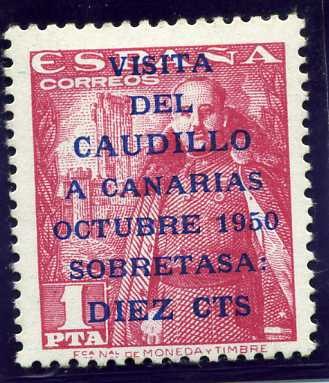 ESPAÑA
CORREOS
VISITA
DEL
CAUDILLO
A CANARIAS
OCTUBRE 1950
SOBRETASA:
DIEZ CTS
1
PTA
FCA NAL DE MONEDA Y TIMBRE